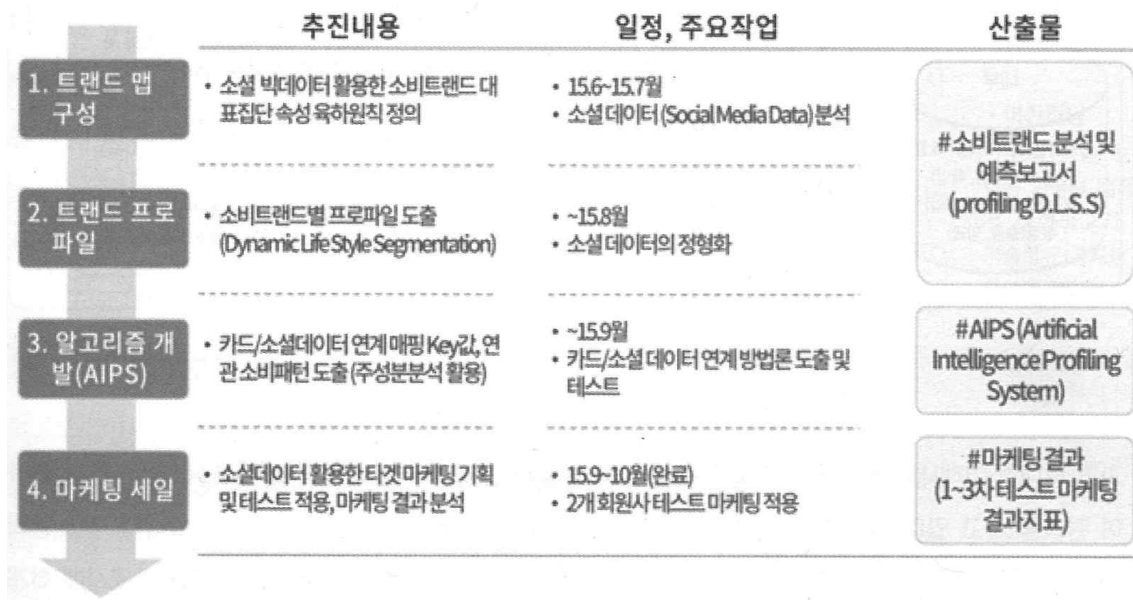 추진내용
일정, 주요작업
산출물
1. 트랜드 맵
구성
• 소셜 빅데이터 활용한 소비트랜드 대
표집단 속성 육하원칙 정의
• 15.6~15.7월
• 소셜 데이터 (Social Media Data) 분석
# 소비트랜드 분석 및
예측보고서
(profiling D.L.S.S)
2. 트랜드 프로
파일
• 소비트랜드별 프로파일 도출
(Dynamic Life Style Segmentation)
• ~15.8월
• 소셜 데이터의 정형화
3. 알고리즘 개
발(AIPS)
• 카드/소셜데이터 연계 매핑 Key값, 연
관 소비패턴 도출 (주성분분석 활용)
• ~15.9월
• 카드/소셜 데이터 연계 방법론 도출 및
테스트
# AIPS (Artificial
Intelligence Profiling
System)
4. 마케팅 세일
• 소셜데이터 활용한 타겟 마케팅 기획
및 테스트 적용, 마케팅 결과 분석
• 15.9~10월(완료)
• 2개 회원사 테스트 마케팅 적용
#마케팅 결과
(1~3차 테스트 마케팅
결과지표)